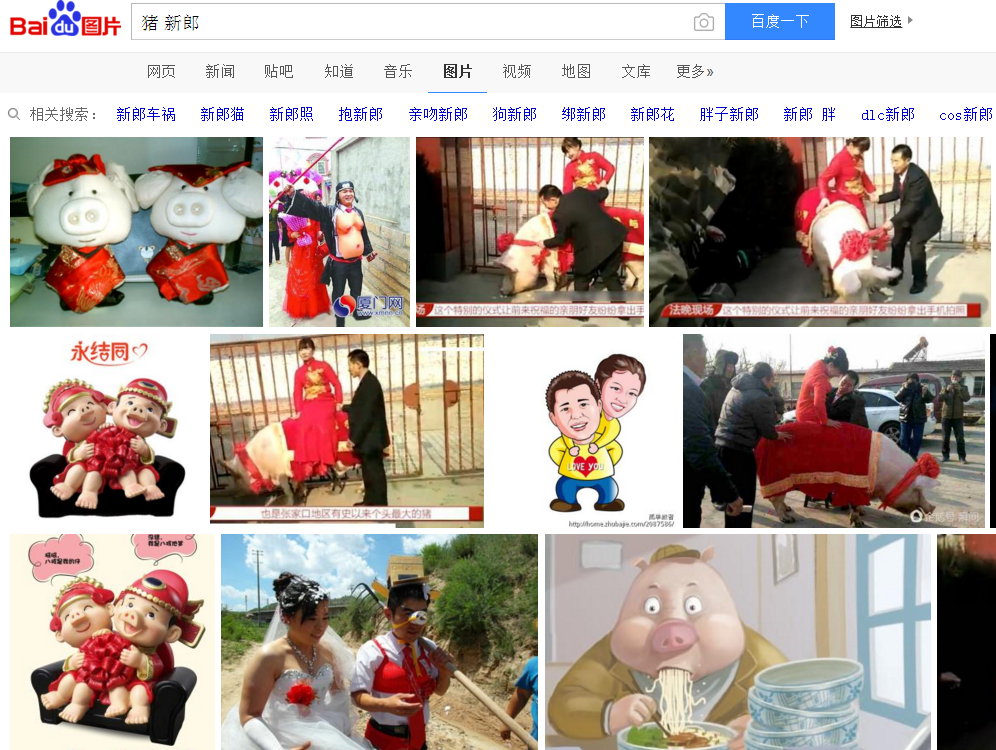 Bai du 图片
猪 新郎
百度一下
图片筛选
网页 新闻 贴吧 知道 音乐 图片 视频 地图 文库 更多»
相关搜索： 新郎车祸 新郎猫 新郎照 抱新郎 亲吻新郎 狗新郎 绑新郎 新郎花 胖子新郎 新郎 胖 dlc新郎 cos新郎
厦门网
www.xmnn.cn
场 这个特别的仪式让前来祝福的亲朋好友纷纷拿出手
法晚现场 这个特别的仪式让前来祝福的亲朋好友纷纷拿出手机拍照
永结同
也是张家口地区有史以来个头最大的猪
LOVE YOU
http://home.zhubajie.com/2087586/